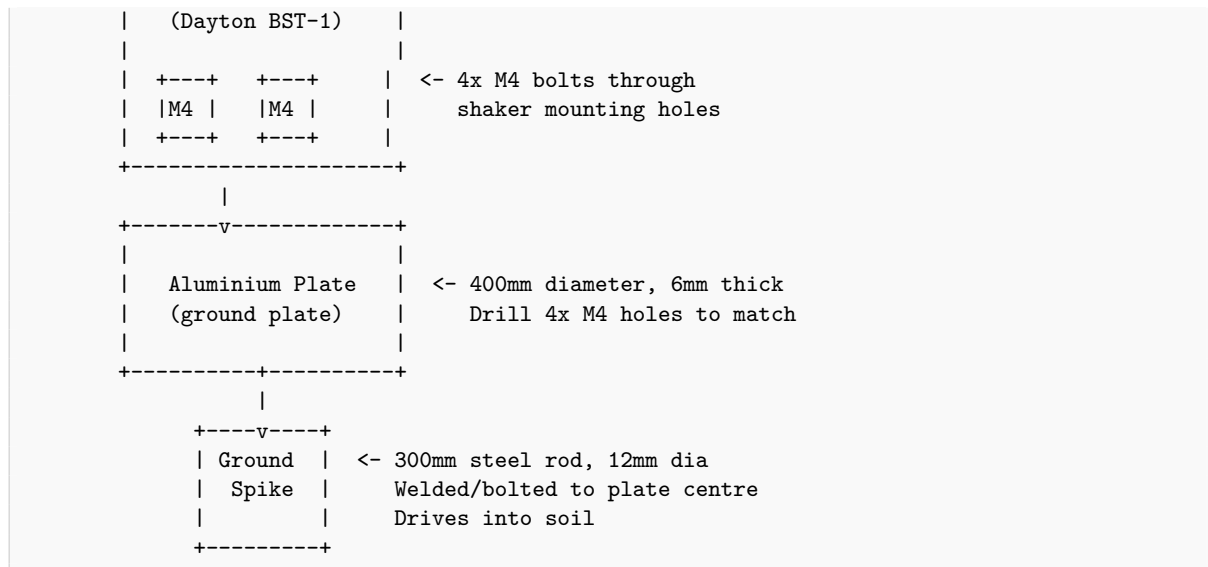 |   (Dayton BST-1)    |
        |                     |
        |  +---+   +---+      |  <- 4x M4 bolts through
        |  |M4 |   |M4 |      |     shaker mounting holes
        |  +---+   +---+      |
        +---------------------+
                |
        +-------v-------------+
        |                     |
        |   Aluminium Plate   |  <- 400mm diameter, 6mm thick
        |   (ground plate)    |     Drill 4x M4 holes to match
        |                     |
        +----------+----------+
                   |
              +----v----+
              | Ground  |  <- 300mm steel rod, 12mm dia
              |  Spike  |     Welded/bolted to plate centre
              |         |     Drives into soil
              +---------+